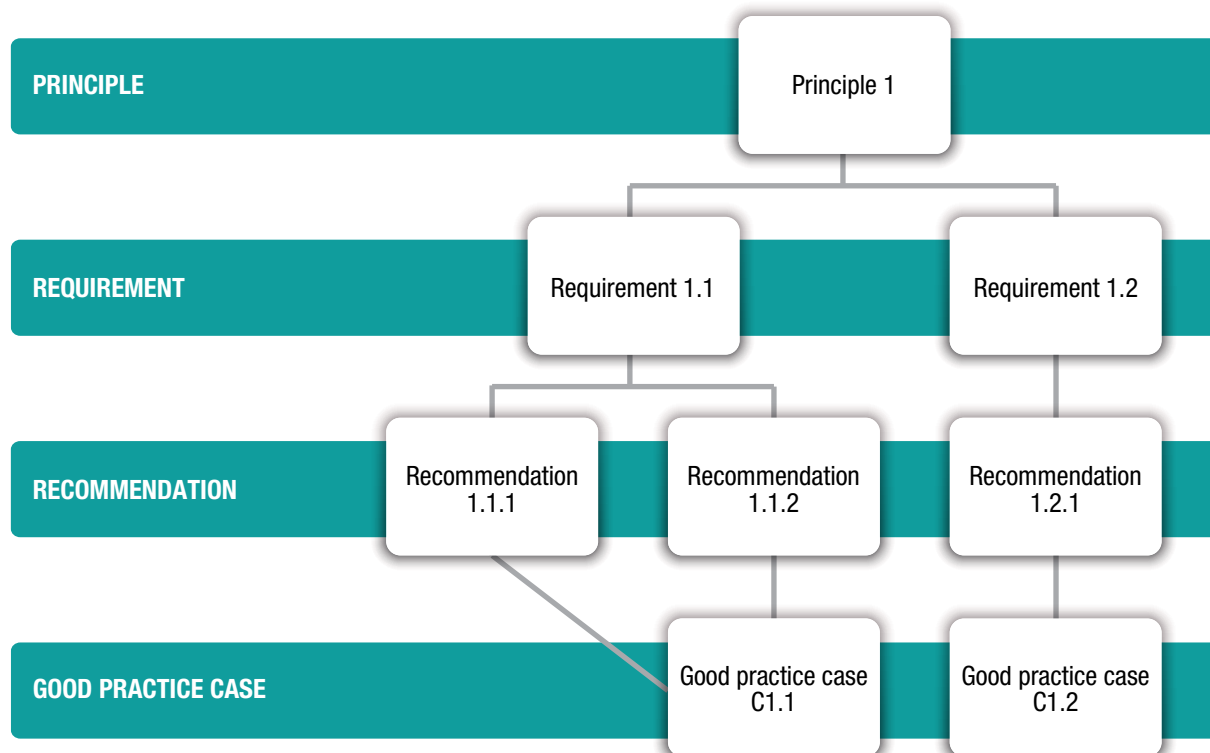 PRINCIPLE
Principle 1
REQUIREMENT
Requirement 1.1
Requirement 1.2
RECOMMENDATION
Recommendation
1.1.1
Recommendation
1.1.2
Recommendation
1.2.1
GOOD PRACTICE CASE
Good practice case
C1.1
Good practice case
C1.2